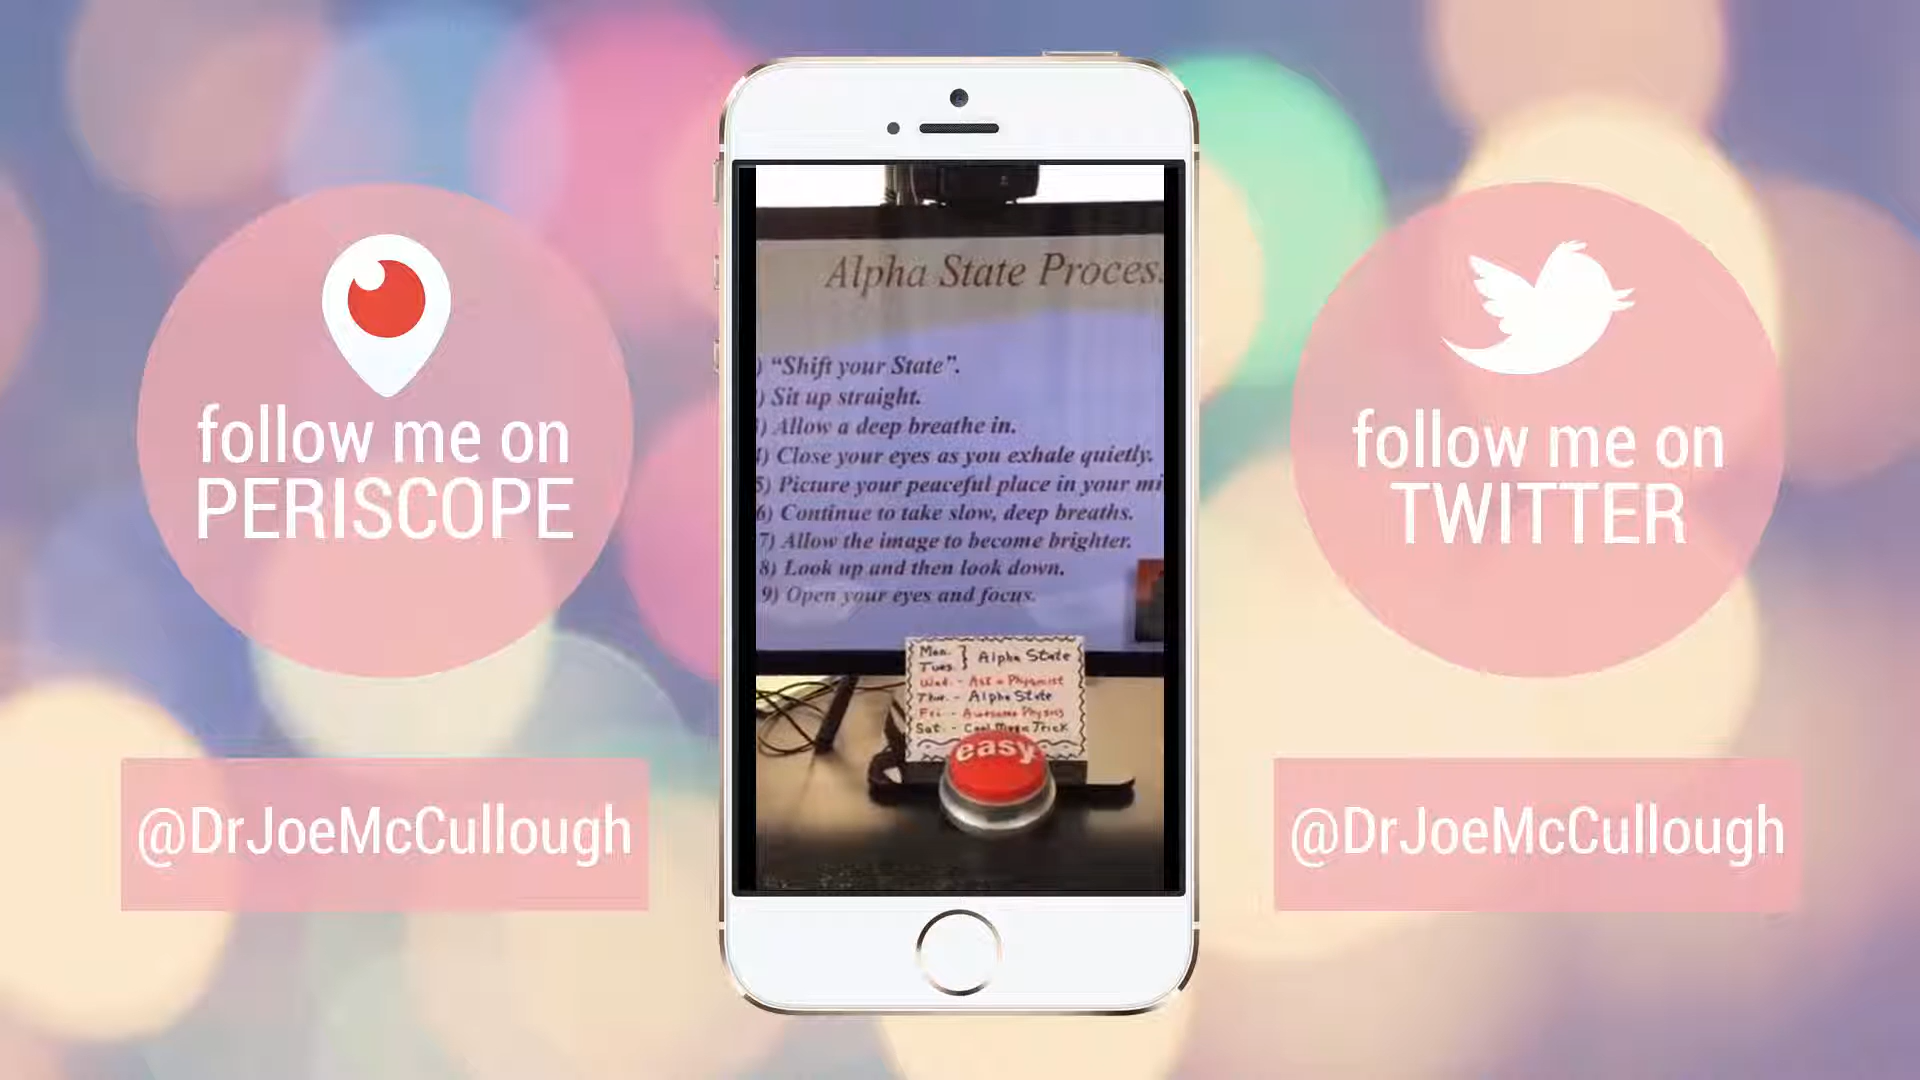 follow me on
PERISCOPE
@DrJoeMcCullough
Alpha State Proces
) "Shift your State".
) Sit up straight.
) Allow a deep breathe in.
4) Close your eyes as you exhale quietly.
5) Picture your peaceful place in your mi
6) Continue to take slow, deep breaths.
7) Allow the image to become brighter.
8) Look up and then look down.
9) Open your eyes and focus.
Mon. } Alpha State
Tues.
Wed. - Physicist
Thur. - Alpha State
Fri - Awesome Physics
Sat. - Cool Trick
easy
follow me on
TWITTER
@DrJoeMcCullough